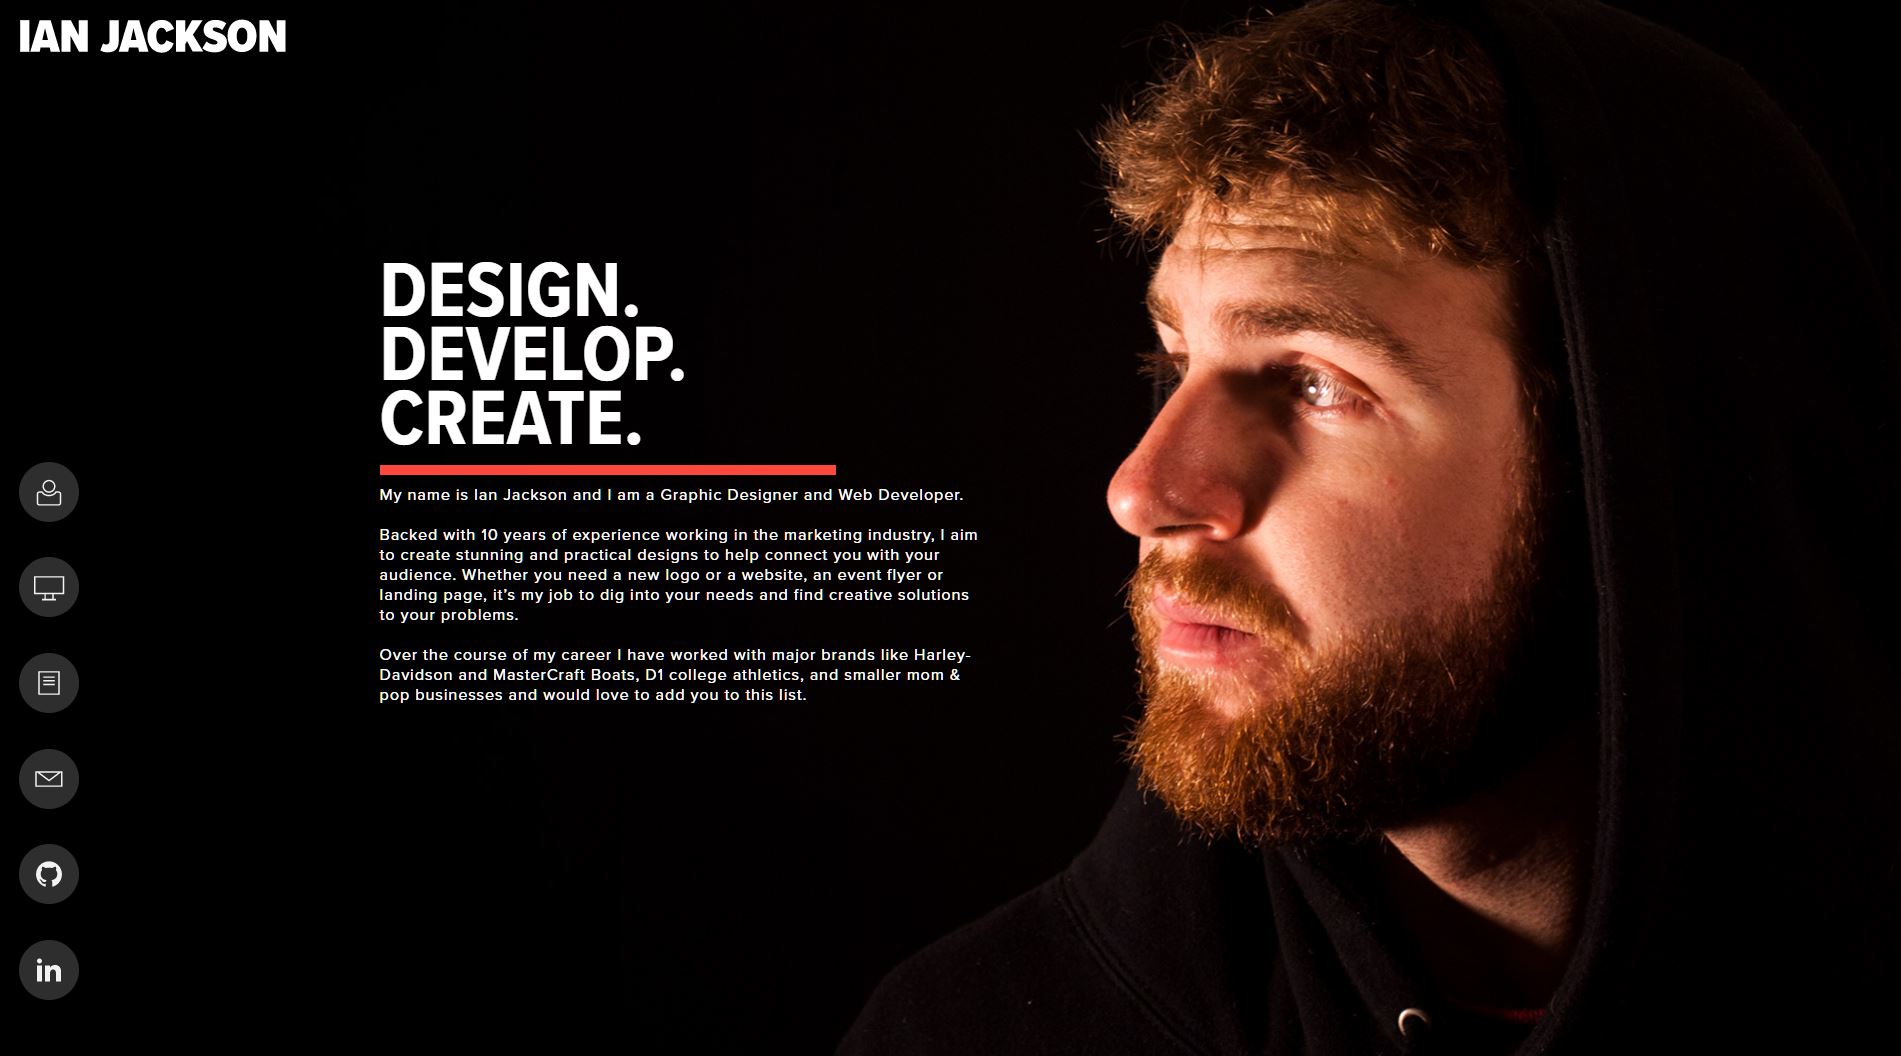 IAN JACKSON
DESIGN.
DEVELOP.
CREATE.
My name is Ian Jackson and I am a Graphic Designer and Web Developer.
Backed with 10 years of experience working in the marketing industry, I aim
to create stunning and practical designs to help connect you with your
audience. Whether you need a new logo or a website, an event flyer or
landing page, it’s my job to dig into your needs and find creative solutions
to your problems.
Over the course of my career I have worked with major brands like Harley-
Davidson and MasterCraft Boats, D1 college athletics, and smaller mom &
pop businesses and would love to add you to this list.
in